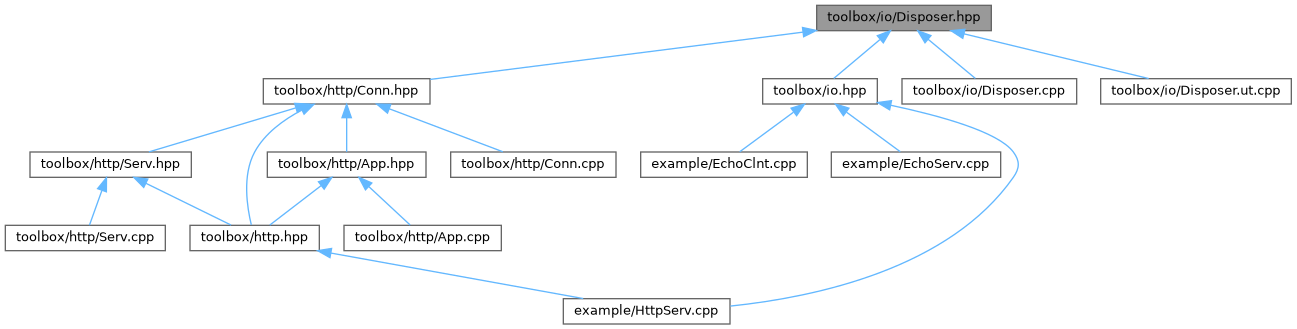 toolbox/io/Disposer.hpp
toolbox/http/Conn.hpp
toolbox/io.hpp
toolbox/io/Disposer.cpp
toolbox/io/Disposer.ut.cpp
toolbox/http/Serv.hpp
toolbox/http/App.hpp
toolbox/http/Conn.cpp
example/EchoClnt.cpp
example/EchoServ.cpp
toolbox/http/Serv.cpp
toolbox/http.hpp
toolbox/http/App.cpp
example/HttpServ.cpp